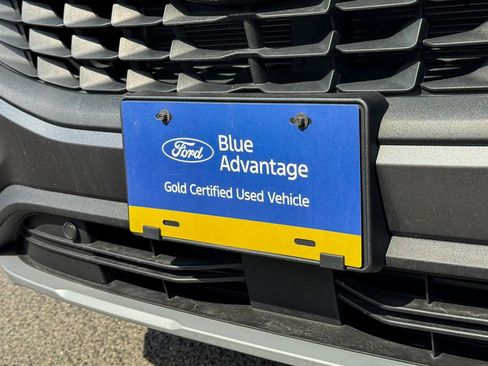 Ford
Blue
Advantage
Gold Certified Used Vehicle